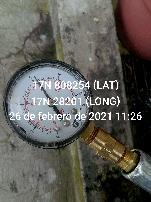 17N 808254 (LAT)
17N 28201 (LONG)
26 de febrero de 2021 11:26